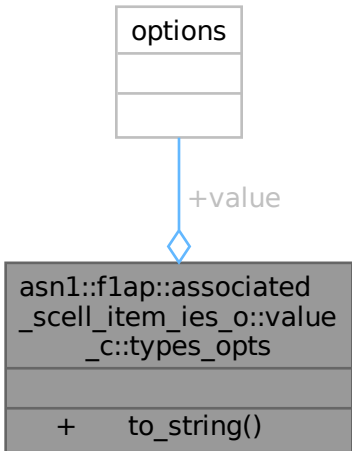 options
+value
asn1::f1ap::associated
_scell_item_ies_o::value
_c::types_opts
+ to_string()